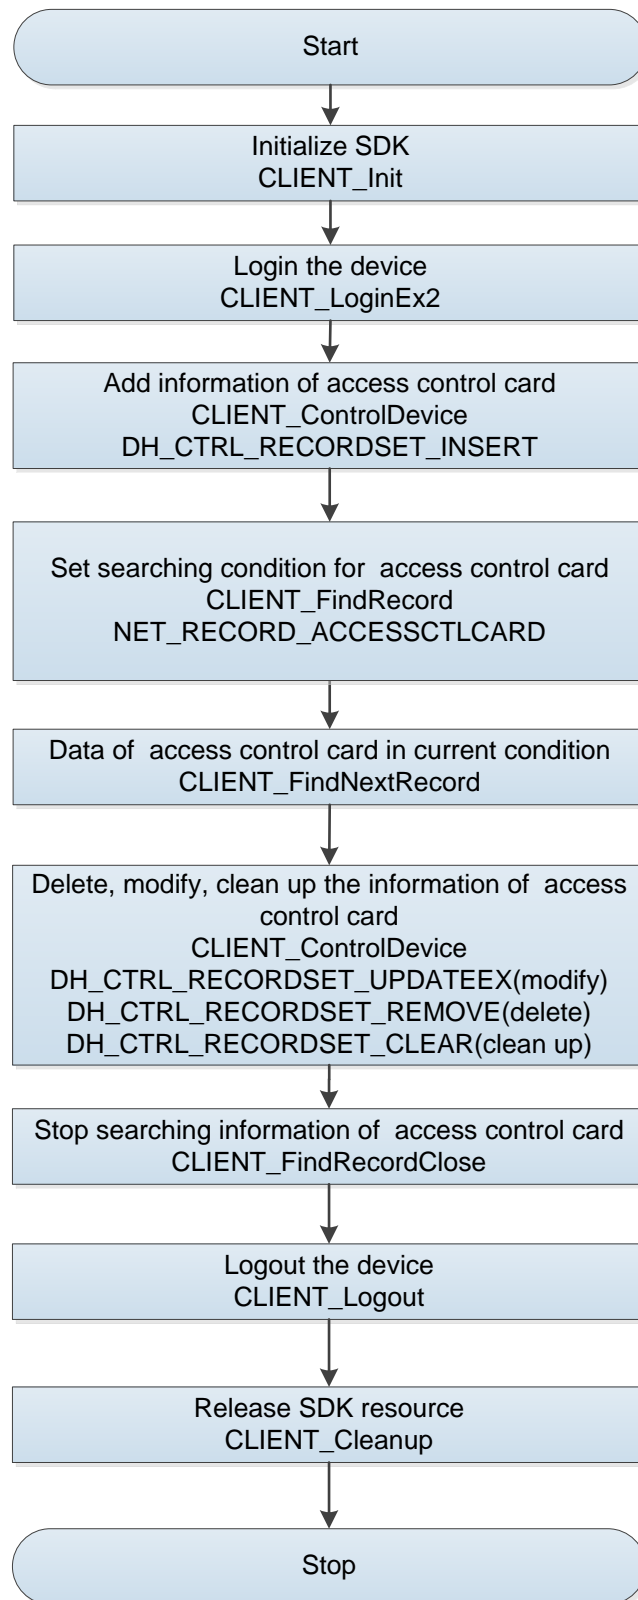 Start
Initialize SDK
CLIENT_Init
Login the device
CLIENT_LoginEx2
Add information of access control card
CLIENT_ControlDevice
DH_CTRL_RECORDSET_INSERT
Set searching condition for access control card
CLIENT_FindRecord
NET_RECORD_ACCESSCTLCARD
Data of access control card in current condition
CLIENT_FindNextRecord
Delete, modify, clean up the information of access
control card
CLIENT_ControlDevice
DH_CTRL_RECORDSET_UPDATEEX(modify)
DH_CTRL_RECORDSET_REMOVE(delete)
DH_CTRL_RECORDSET_CLEAR(clean up)
Stop searching information of access control card
CLIENT_FindRecordClose
Logout the device
CLIENT_Logout
Release SDK resource
CLIENT_Cleanup
Stop